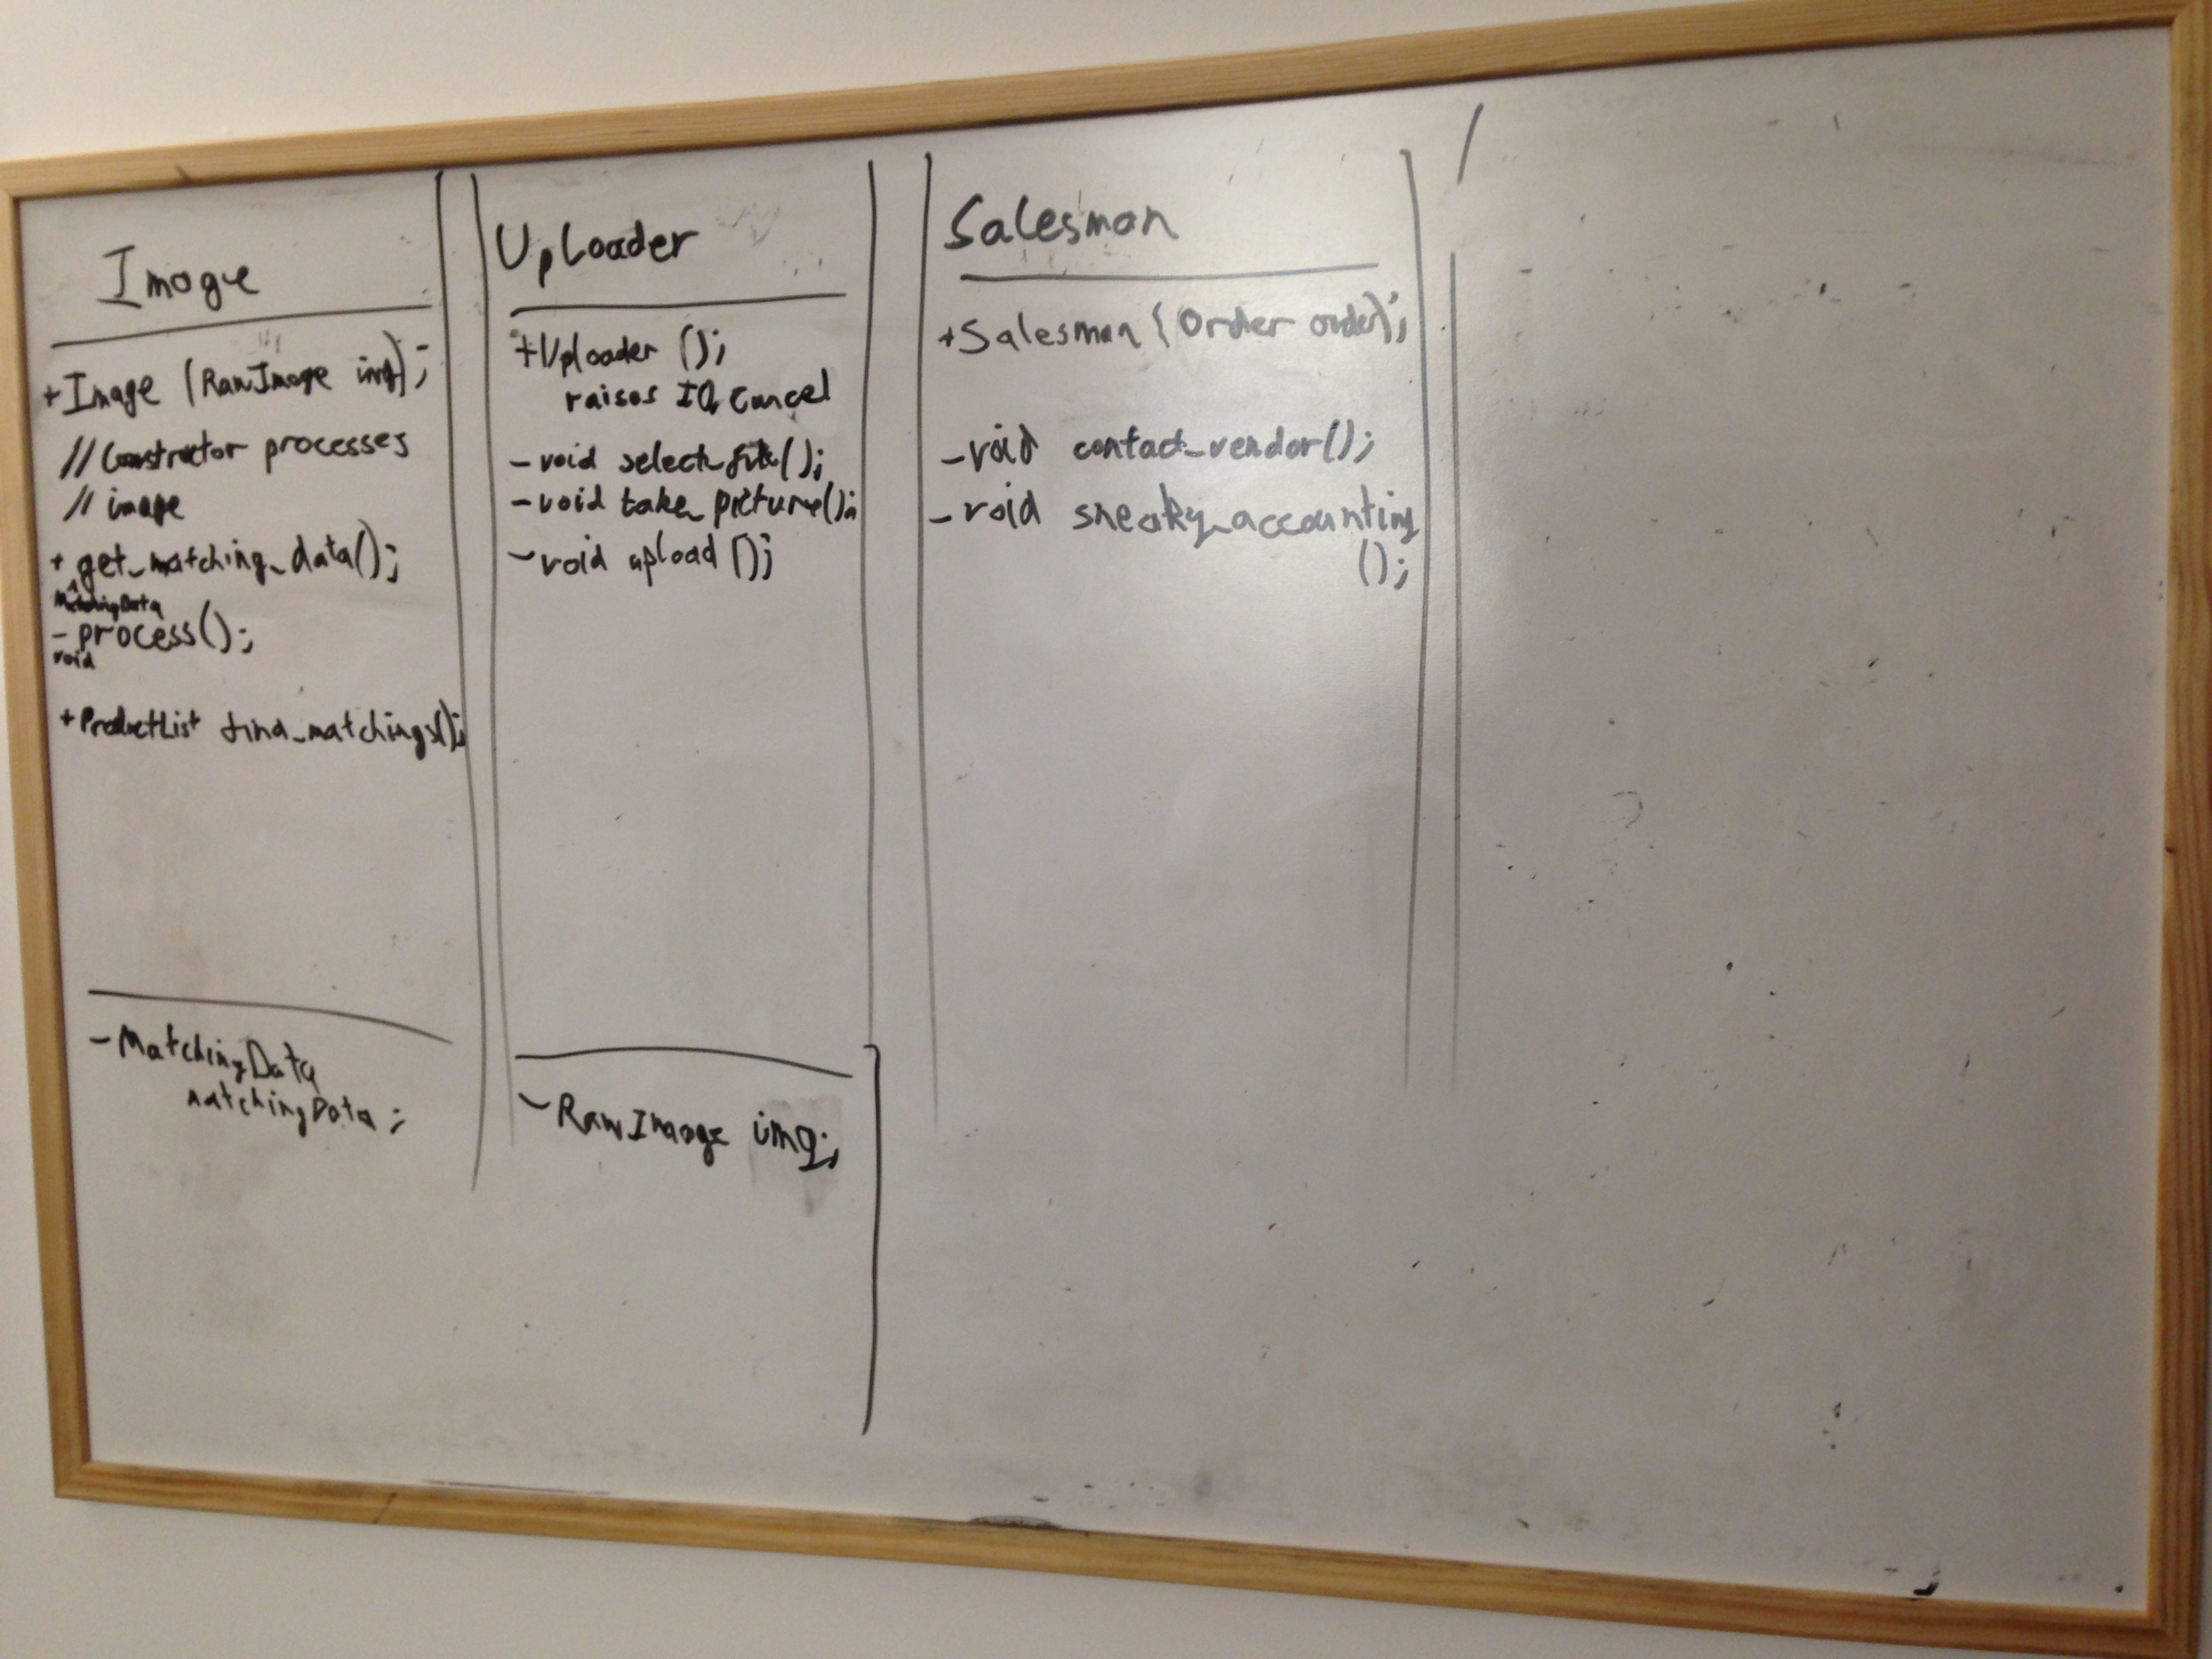 Image
+Image (RawImage img);
// Constructor processes
// image
+ get_matching_data();
MatchingData
- process();
void
+ProductList find_matchings();
- MatchingData
matchingData;
Uploader
+Uploader ();
raises IO, Cancel
- void select_file();
- void take_picture();
- void upload();
- RawImage img;
Salesman
+Salesman (Order order);
- void contact_vendor();
- void sneaky_accounting
();